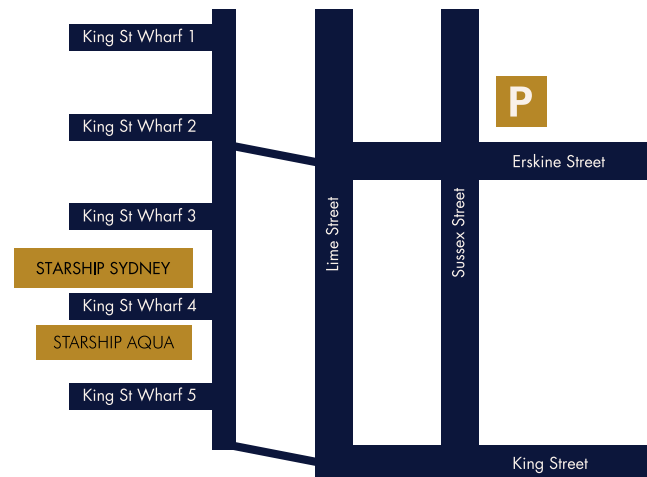 King St Wharf 1
P
King St Wharf 2
Erskine Street
King St Wharf 3
Lime Street
Sussex Street
STARSHIP SYDNEY
King St Wharf 4
STARSHIP AQUA
King St Wharf 5
King Street